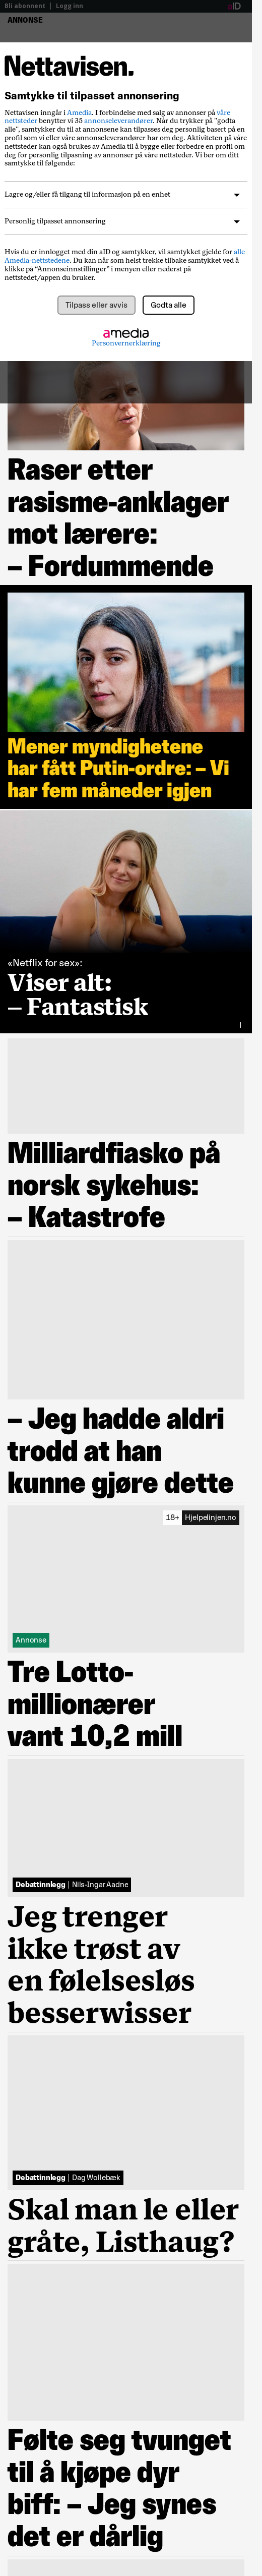 Bli abonnent | Logg inn
aID
ANNONSE
Nettavisen.
Samtykke til tilpasset annonsering
Nettavisen inngår i Amedia. I forbindelse med salg av annonser på våre
nettsteder benytter vi 35 annonseleverandører. Når du trykker på "godta
alle", samtykker du til at annonsene kan tilpasses deg personlig basert på en
profil som vi eller våre annonseleverandører har om deg. Aktiviteten på våre
nettsteder kan også brukes av Amedia til å bygge eller forbedre en profil om
deg for personlig tilpasning av annonser på våre nettsteder. Vi ber om ditt
samtykke til følgende:
Lagre og/eller få tilgang til informasjon på en enhet
Personlig tilpasset annonsering
Hvis du er innlogget med din aID og samtykker, vil samtykket gjelde for alle
Amedia-nettstedene. Du kan når som helst trekke tilbake samtykket ved å
klikke på “Annonseinnstillinger” i menyen eller nederst på
nettstedet/appen du bruker.
Tilpass eller avvis
Godta alle
amedia
Personvernerklæring
Raser etter
rasisme-anklager
mot lærere:
– Fordummende
Mener myndighetene
har fått Putin-ordre: – Vi
har fem måneder igjen
«Netflix for sex»:
Viser alt:
– Fantastisk
+
Milliardfiasko på
norsk sykehus:
– Katastrofe
– Jeg hadde aldri
trodd at han
kunne gjøre dette
18+ Hjelpelinjen.no
Annonse
Tre Lotto-
millionærer
vant 10,2 mill
Debattinnlegg | Nils-Ingar Aadne
Jeg trenger
ikke trøst av
en følelsesløs
besserwisser
Debattinnlegg | Dag Wollebæk
Skal man le eller
gråte, Listhaug?
Følte seg tvunget
til å kjøpe dyr
biff: – Jeg synes
det er dårlig